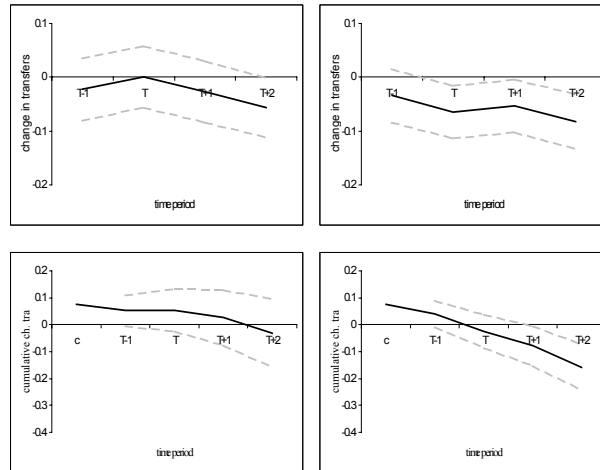 0.1
0
-0.1
-0.2
change in transfers
T-1
T
T+1
T+2
time period
0.1
0
-0.1
-0.2
change in transfers
T-1
T
T+1
T+2
time period
0.2
0.1
0
-0.1
-0.2
-0.3
-0.4
cumulative ch. tra
c
T-1
T
T+1
T+2
time period
0.2
0.1
0
-0.1
-0.2
-0.3
-0.4
cumulative ch. tra
c
T-1
T
T+1
T+2
time period